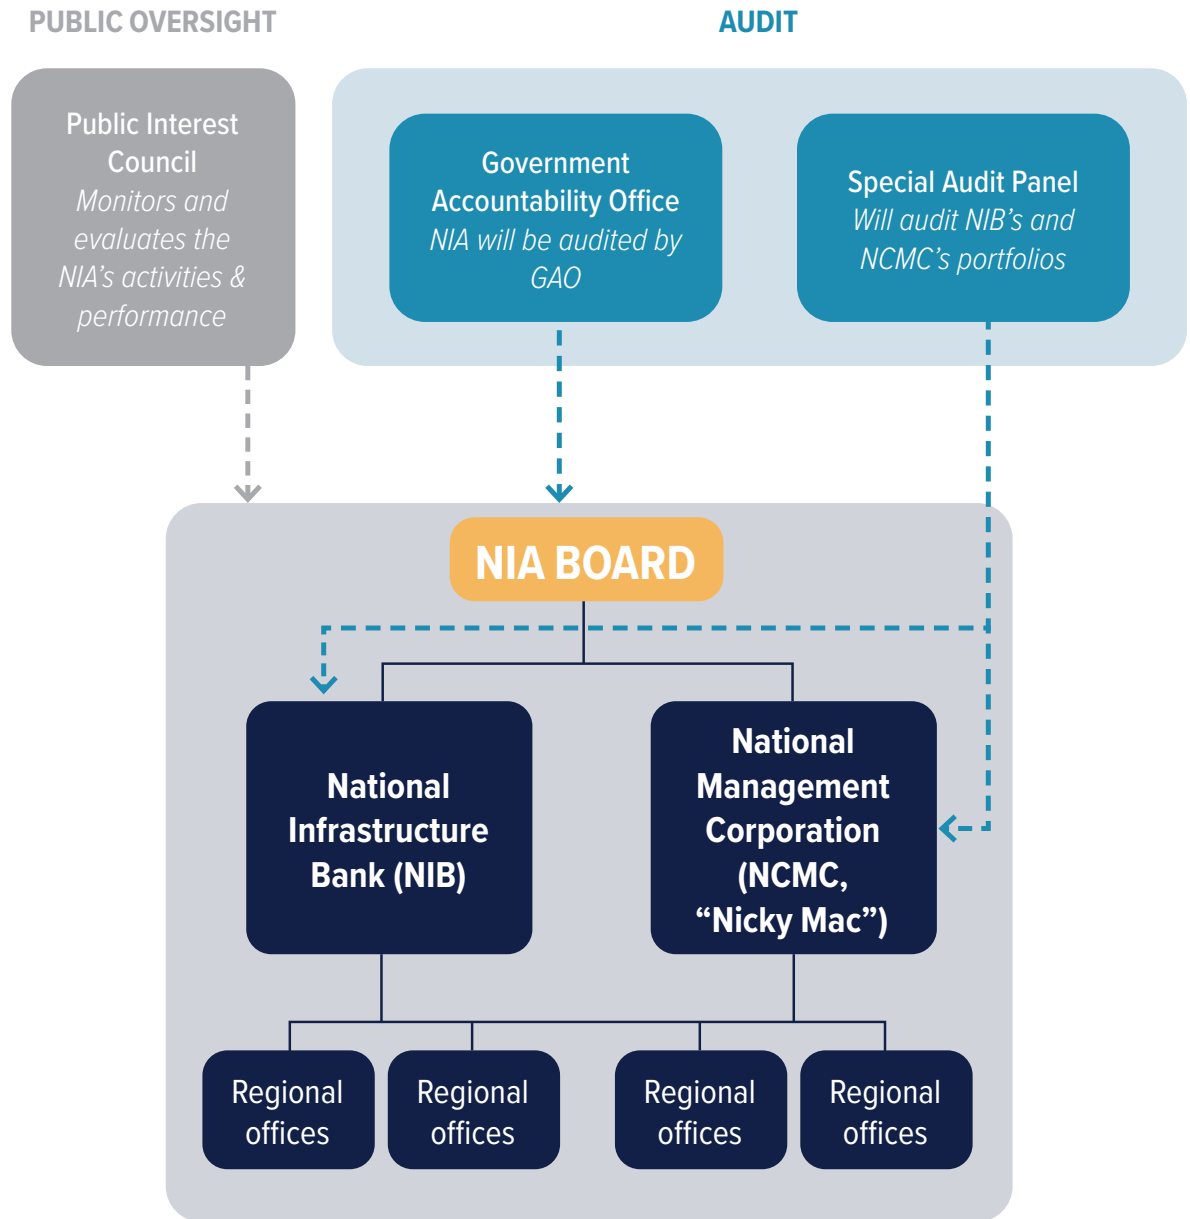 PUBLIC OVERSIGHT
AUDIT
Public Interest
Council
Monitors and
evaluates the
NIA’s activities &
performance
Government
Accountability Office
NIA will be audited by
GAO
Special Audit Panel
Will audit NIB’s and
NCMC’s portfolios
NIA BOARD
National
Infrastructure
Bank (NIB)
National
Management
Corporation
(NCMC,
“Nicky Mac”)
Regional
offices
Regional
offices
Regional
offices
Regional
offices